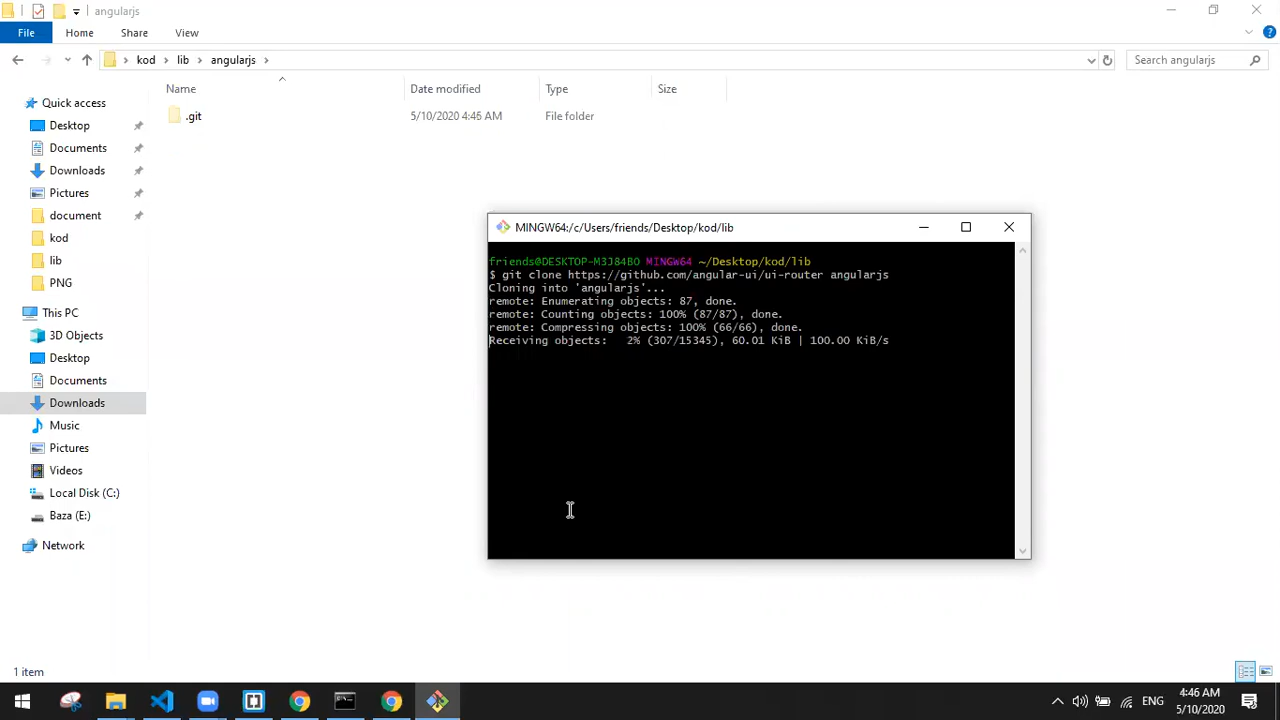 angularjs
File
Home
Share
View
kod
lib
angularjs
Search angularjs
Name
Date modified
Type
Size
.git
5/10/2020 4:45 AM
File folder
Quick access
Desktop
Documents
Downloads
Pictures
document
kod
lib
PNG
This PC
3D Objects
Desktop
Documents
Downloads
Music
Pictures
Videos
Local Disk (C:)
Baza (E:)
Network
MINGW64:/c/Users/friends/Desktop/kod/lib
friends@DESKTOP-M3J84BO MINGW64 ~/Desktop/kod/lib
$ git clone https://github.com/angular-ui/ui-router angularjs
Cloning into 'angularjs'...
remote: Enumerating objects: 87, done.
remote: Counting objects: 100% (87/87), done.
remote: Compressing objects: 100% (66/66), done.
Receiving objects:   2% (307/15345), 60.01 KiB | 100.00 KiB/s
1 item
ENG
4:46 AM
5/10/2020